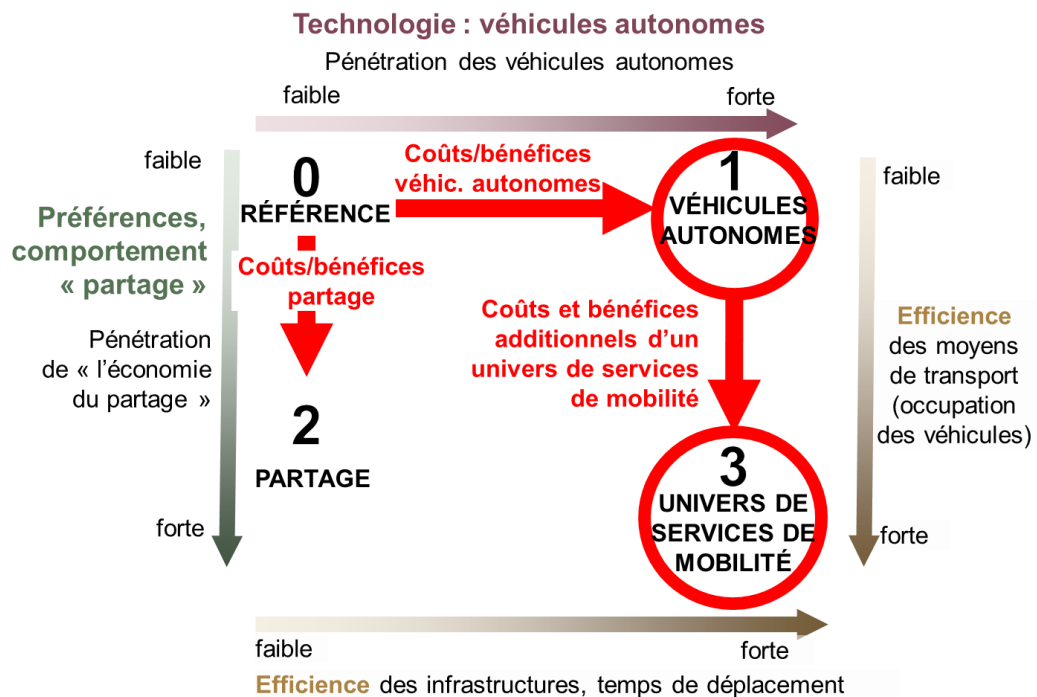 Technologie : véhicules autonomes
Pénétration des véhicules autonomes
faible
forte
faible
Préférences,
comportement
« partage »
Pénétration
de « l’économie
du partage »
forte
0
RÉFÉRENCE
Coûts/bénéfices
véhic. autonomes
1
VÉHICULES
AUTONOMES
Coûts/bénéfices
partage
Coûts et bénéfices
additionnels d’un
univers de services
de mobilité
2
PARTAGE
3
UNIVERS DE
SERVICES DE
MOBILITÉ
faible
Efficience
des moyens
de transport
(occupation
des véhicules)
forte
faible
forte
Efficience des infrastructures, temps de déplacement